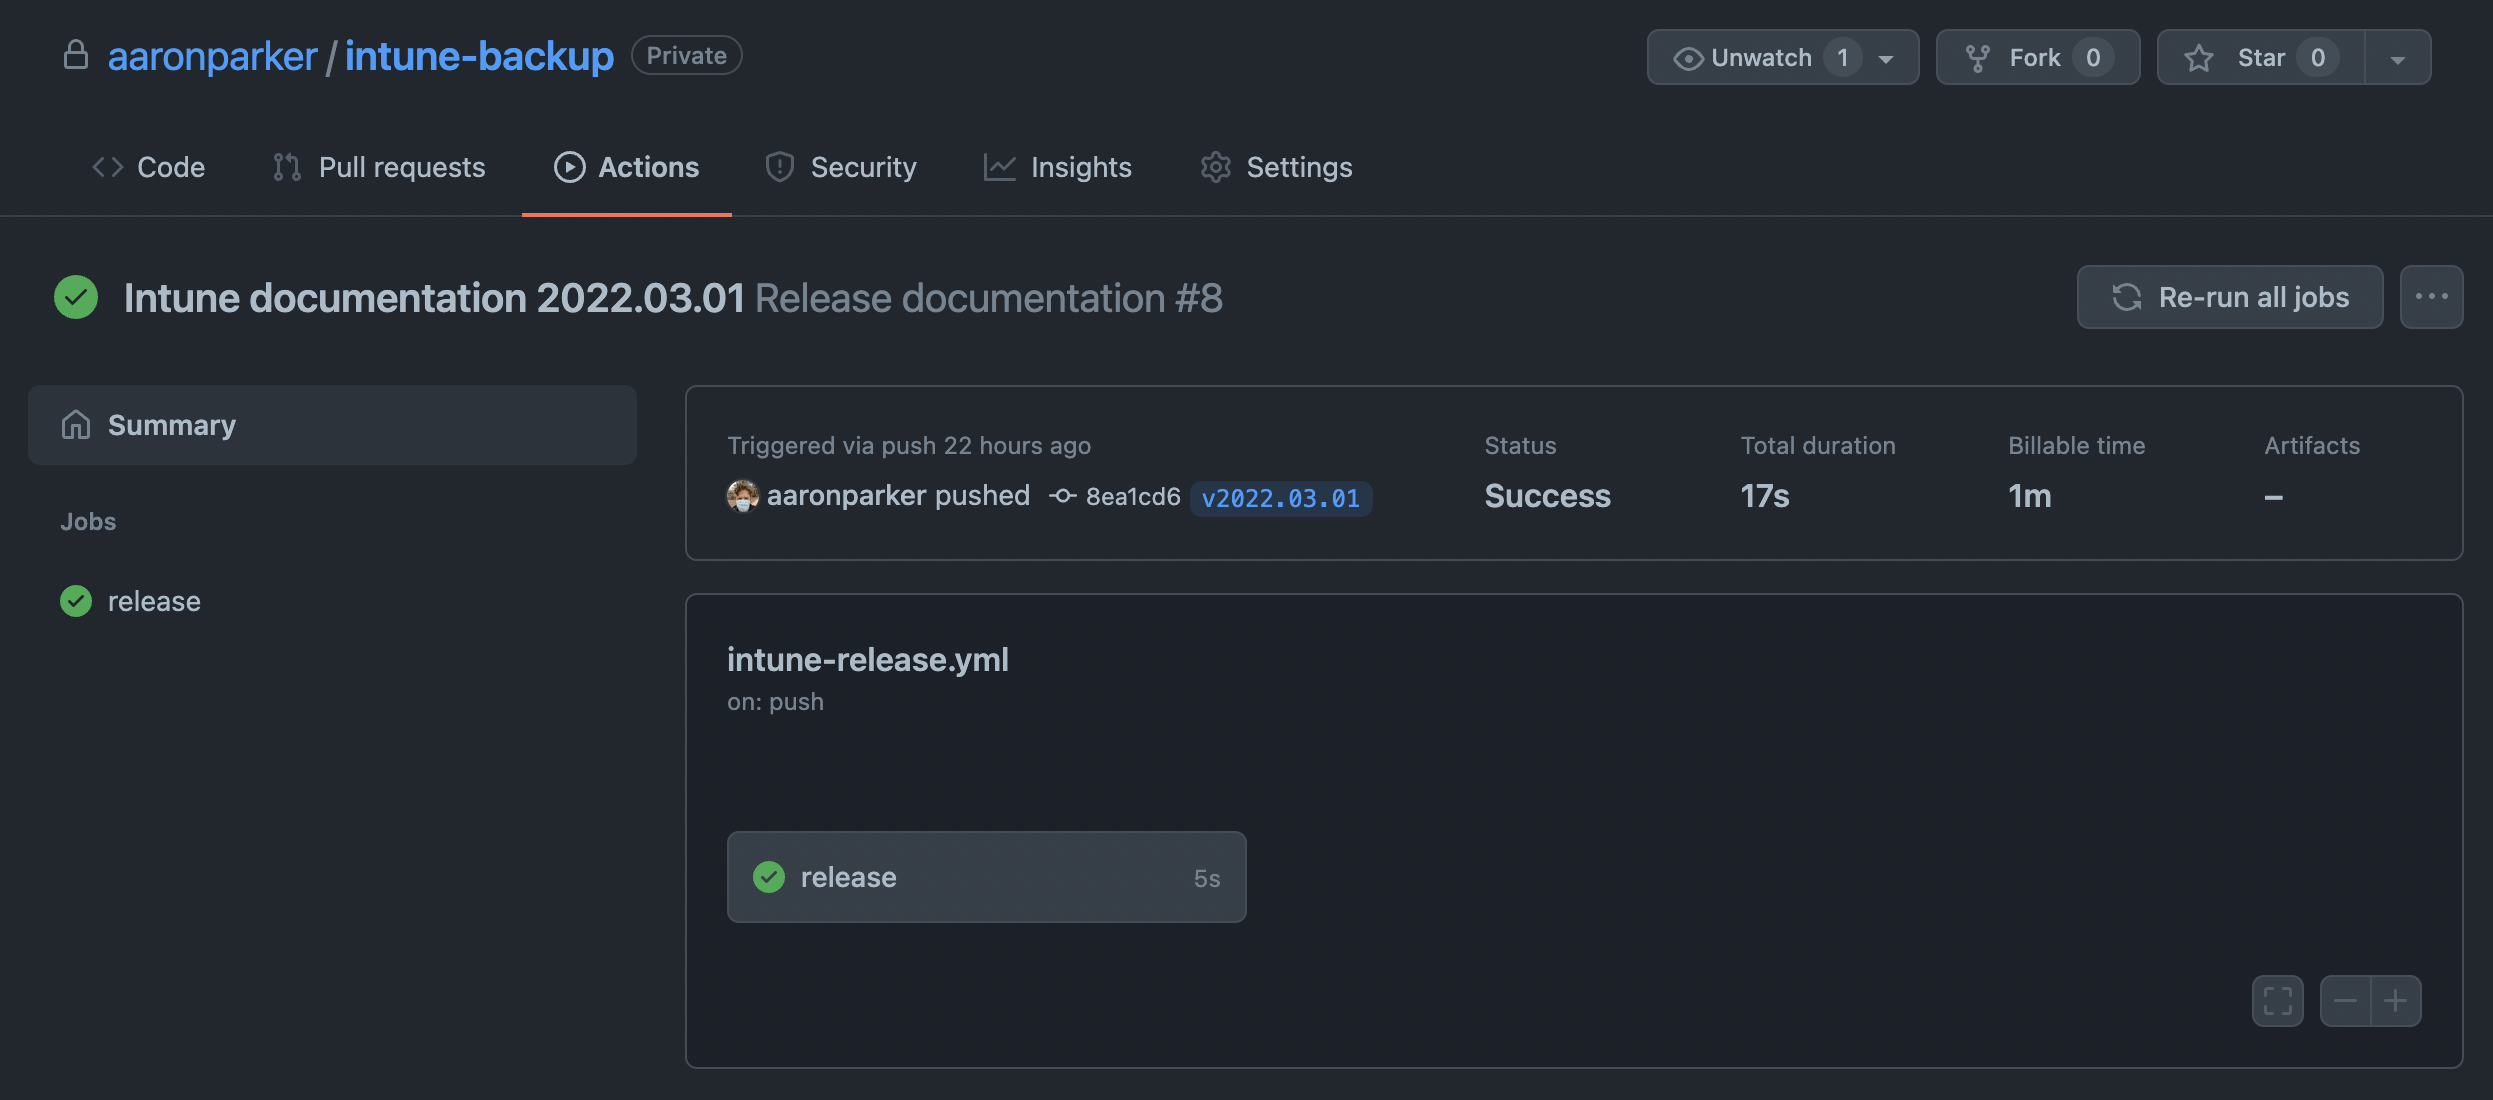 aaronparker / intune-backup Private
Unwatch 1 Fork 0 Star 0
Code Pull requests Actions Security Insights Settings
Intune documentation 2022.03.01 Release documentation #8
Re-run all jobs
Summary
Jobs
release
Triggered via push 22 hours ago
aaronparker pushed 8ea1cd6 v2022.03.01
Status
Success
Total duration
17s
Billable time
1m
Artifacts
–
intune-release.yml
on: push
release 5s